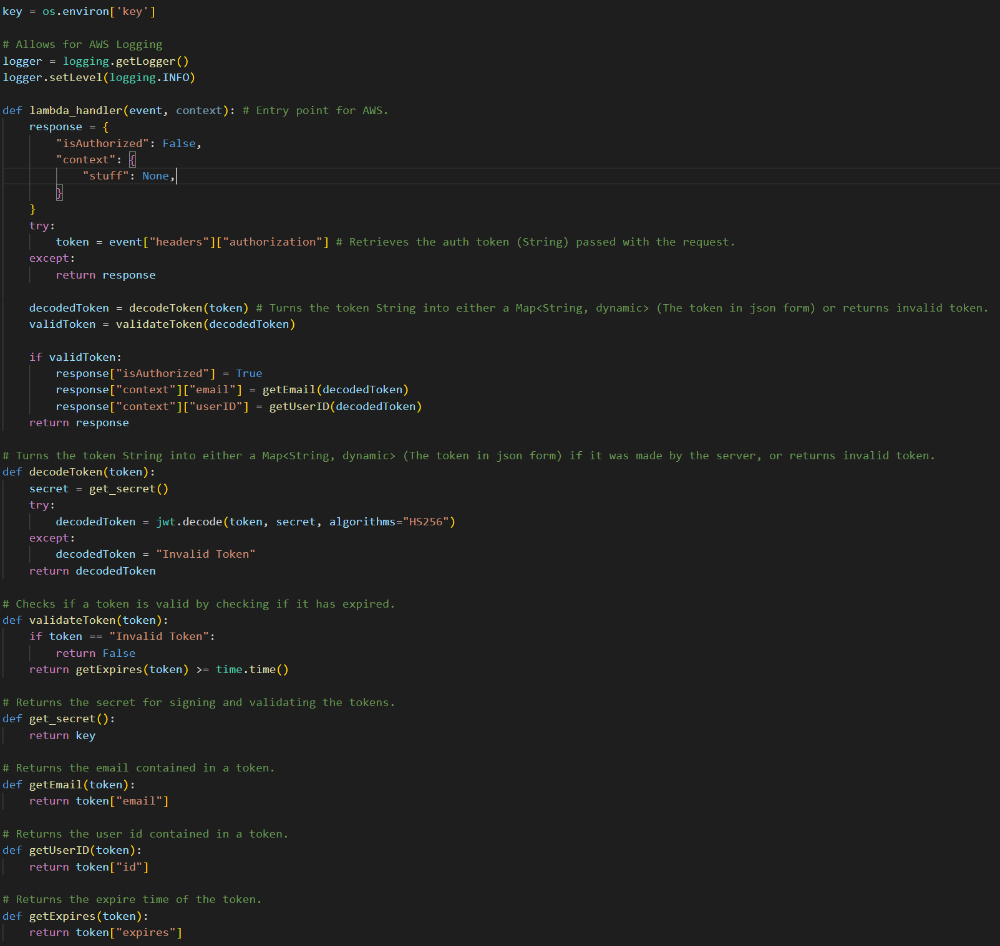 key = os.environ['key']
# Allows for AWS Logging
logger = logging.getLogger()
logger.setLevel(logging.INFO)
def lambda_handler(event, context): # Entry point for AWS.
    response = {
        "isAuthorized": False,
        "context": {
            "stuff": None,
        }
    }
    try:
        token = event["headers"]["authorization"] # Retrieves the auth token (String) passed with the request.
    except:
        return response
    decodedToken = decodeToken(token) # Turns the token String into either a Map<String, dynamic> (The token in json form) or returns invalid token.
    validToken = validateToken(decodedToken)
    if validToken:
        response["isAuthorized"] = True
        response["context"]["email"] = getEmail(decodedToken)
        response["context"]["userID"] = getUserID(decodedToken)
    return response
# Turns the token String into either a Map<String, dynamic> (The token in json form) if it was made by the server, or returns invalid token.
def decodeToken(token):
    secret = get_secret()
    try:
        decodedToken = jwt.decode(token, secret, algorithms="HS256")
    except:
        decodedToken = "Invalid Token"
    return decodedToken
# Checks if a token is valid by checking if it has expired.
def validateToken(token):
    if token == "Invalid Token":
        return False
    return getExpires(token) >= time.time()
# Returns the secret for signing and validating the tokens.
def get_secret():
    return key
# Returns the email contained in a token.
def getEmail(token):
    return token["email"]
# Returns the user id contained in a token.
def getUserID(token):
    return token["id"]
# Returns the expire time of the token.
def getExpires(token):
    return token["expires"]